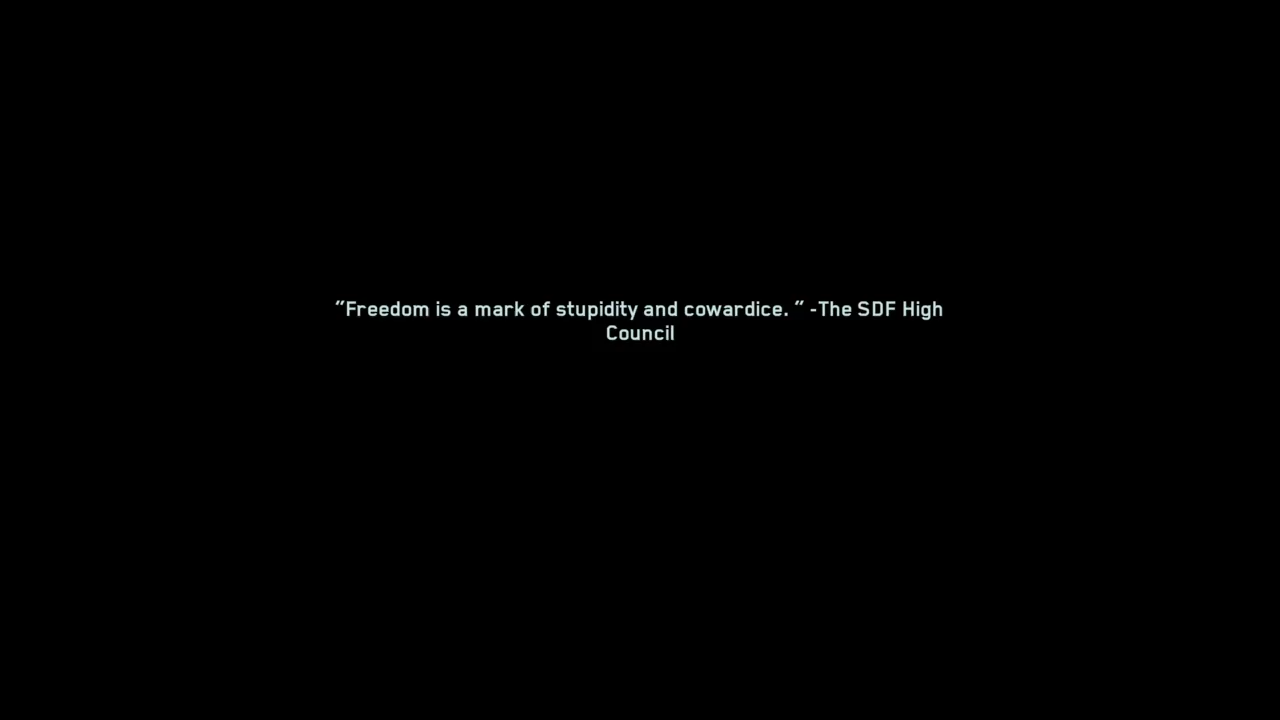 "Freedom is a mark of stupidity and cowardice. " -The SDF High
Council